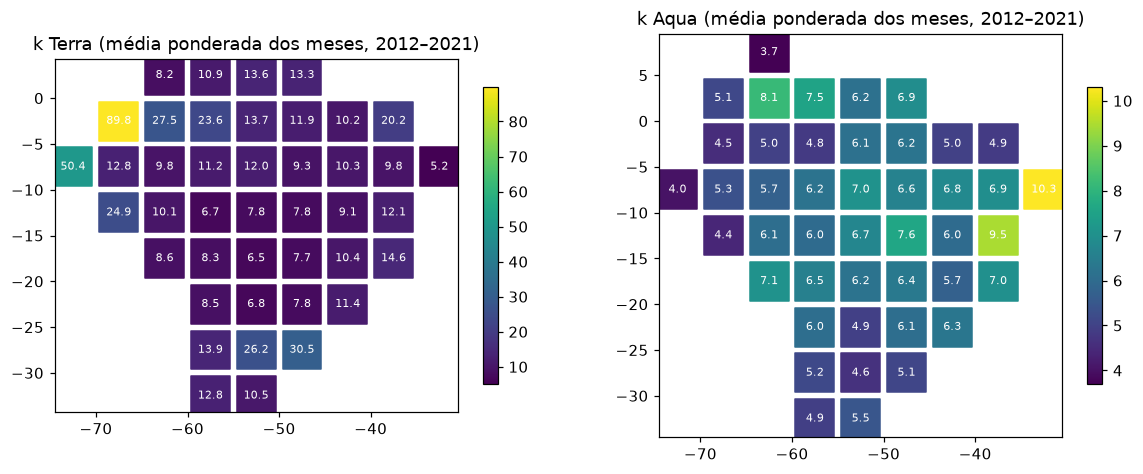 k Terra (média ponderada dos meses, 2012–2021)
8.2 10.9 13.6 13.3
89.8 27.5 23.6 13.7 11.9 10.2 20.2
50.4 12.8 9.8 11.2 12.0 9.3 10.3 9.8 5.2
24.9 10.1 6.7 7.8 7.8 9.1 12.1
8.6 8.3 6.5 7.7 10.4 14.6
8.5 6.8 7.8 11.4
13.9 26.2 30.5
12.8 10.5
0
−5
−10
−15
−20
−25
−30
−70 −60 −50 −40
80
70
60
50
40
30
20
10
k Aqua (média ponderada dos meses, 2012–2021)
3.7
5.1 8.1 7.5 6.2 6.9
4.5 5.0 4.8 6.1 6.2 5.0 4.9
4.0 5.3 5.7 6.2 7.0 6.6 6.8 6.9 10.3
4.4 6.1 6.0 6.7 7.6 6.0 9.5
7.1 6.5 6.2 6.4 5.7 7.0
6.0 4.9 6.1 6.3
5.2 4.6 5.1
4.9 5.5
5
0
−5
−10
−15
−20
−25
−30
−70 −60 −50 −40
10
9
8
7
6
5
4